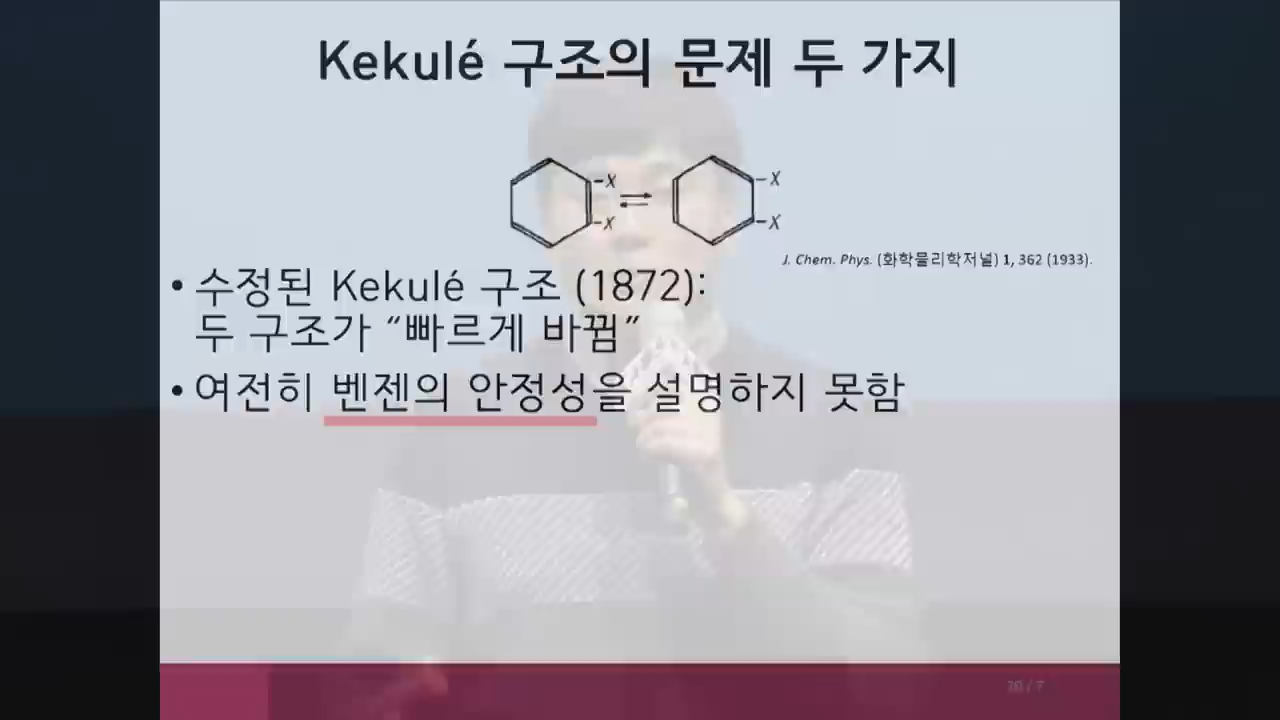 Kekulé 구조의 문제 두 가지
-X
-X
-X
-X
J. Chem. Phys. (화학물리학저널) 1, 362 (1933).
• 수정된 Kekulé 구조 (1872):
두 구조가 “빠르게 바뀜”
• 여전히 벤젠의 안정성을 설명하지 못함